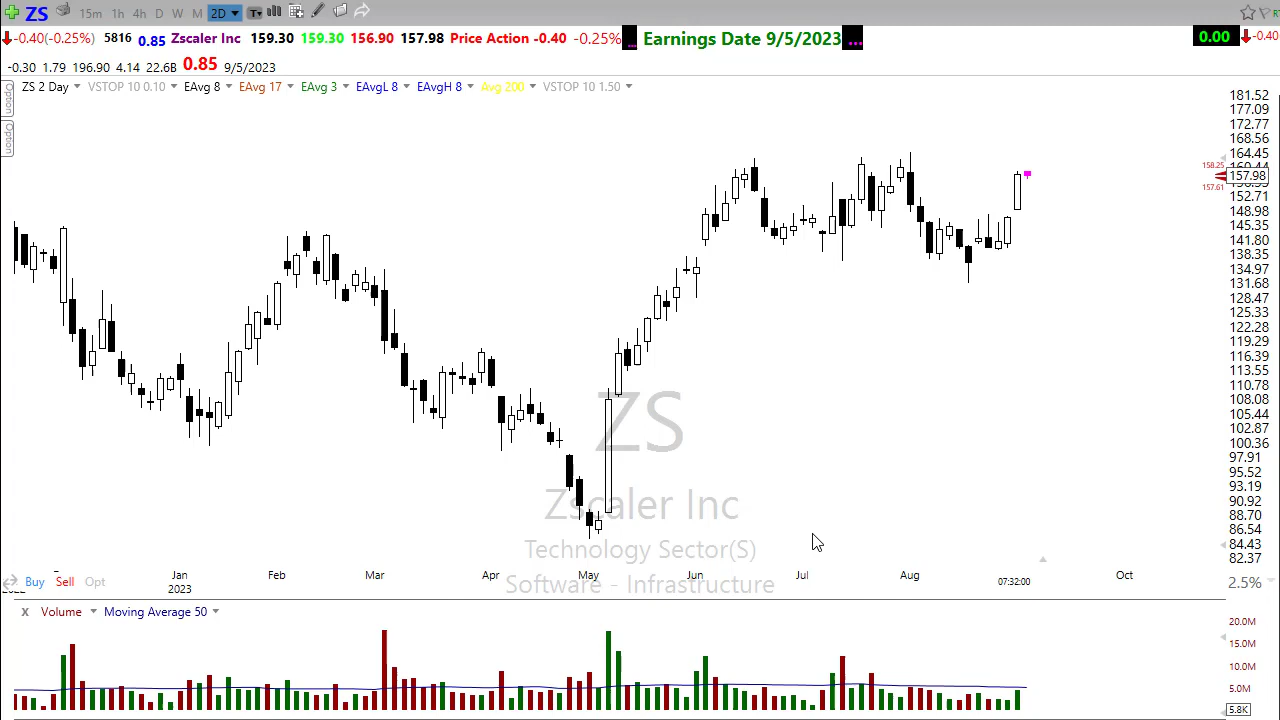 ZS 15m 1h 4h D W M 2D
-0.40(-0.25%) 5816 0.85 Zscaler Inc 159.30 159.30 156.90 157.98 Price Action -0.40 -0.25% ... Earnings Date 9/5/2023 ... 0.00 -0.40
-0.30 1.79 196.90 4.14 22.6B 0.85 9/5/2023
ZS 2 Day VSTOP 10 0.10 EAvg 8 EAvg 17 EAvg 3 EAvgL 8 EAvgH 8 Avg 200 VSTOP 10 1.50
Option
Option
181.52
177.09
172.77
168.56
164.45
158.25
157.98
157.61
152.71
148.98
145.35
141.80
138.35
134.97
131.68
128.47
125.33
122.28
119.29
116.39
113.55
110.78
108.08
105.44
102.87
100.36
97.91
95.52
93.19
90.92
88.70
86.54
84.43
82.37
ZS
Zscaler Inc
Technology Sector(S)
Software - Infrastructure
Jan Feb Mar Apr May Jun Jul Aug Oct
2023
07:32:00
Buy Sell Opt
2.5%
x Volume Moving Average 50
20.0M
15.0M
10.0M
5.0M
5.8K